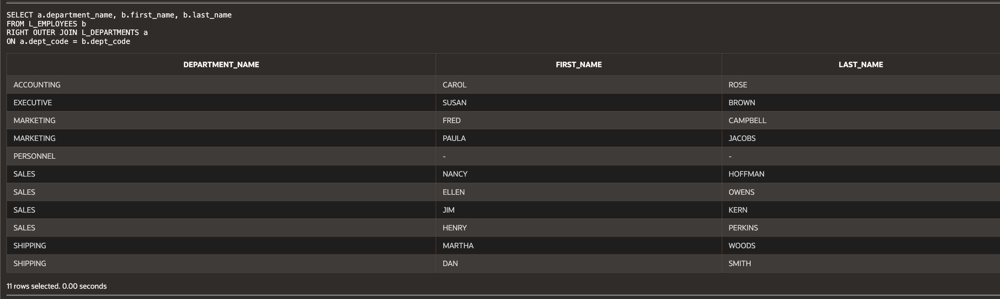 SELECT a.department_name, b.first_name, b.last_name
FROM L_EMPLOYEES b
RIGHT OUTER JOIN L_DEPARTMENTS a
ON a.dept_code = b.dept_code
DEPARTMENT_NAME FIRST_NAME LAST_NAME
ACCOUNTING CAROL ROSE
EXECUTIVE SUSAN BROWN
MARKETING FRED CAMPBELL
MARKETING PAULA JACOBS
PERSONNEL - -
SALES NANCY HOFFMAN
SALES ELLEN OWENS
SALES JIM KERN
SALES HENRY PERKINS
SHIPPING MARTHA WOODS
SHIPPING DAN SMITH
11 rows selected. 0.00 seconds